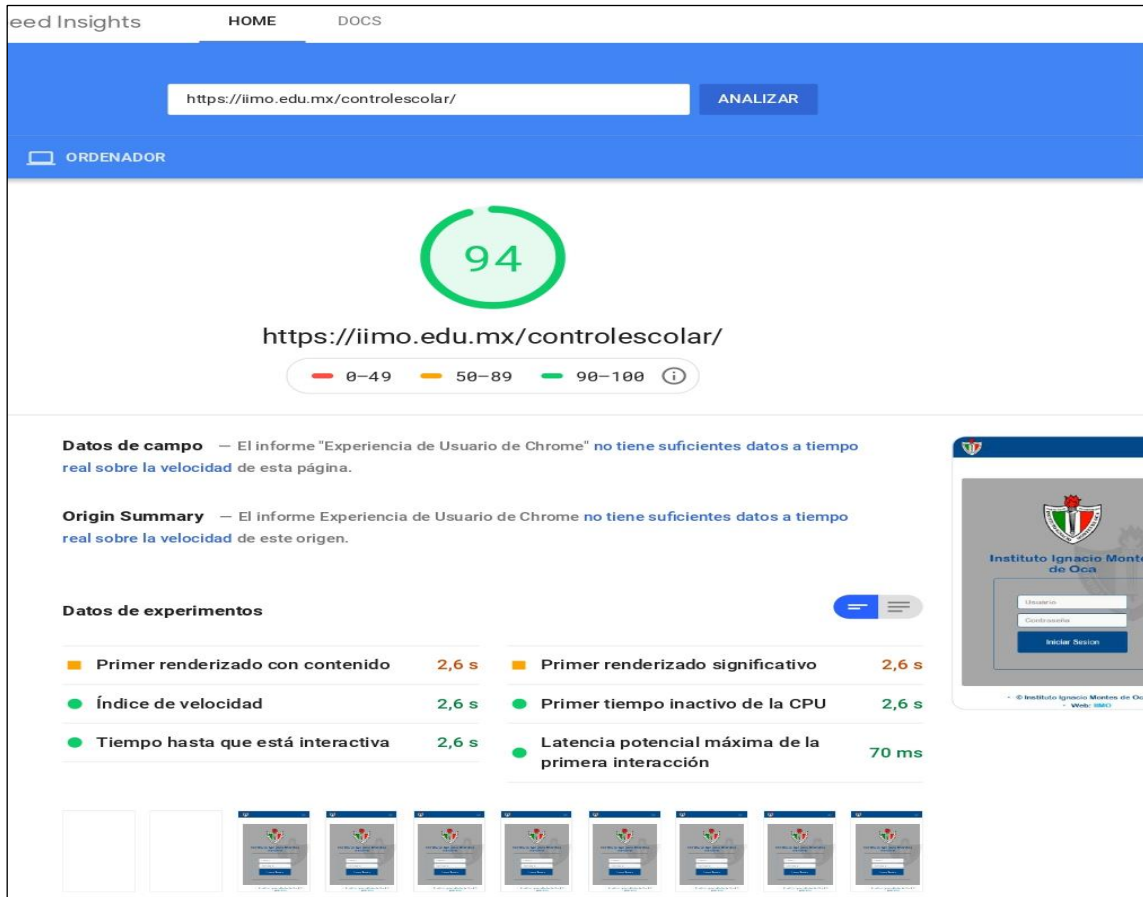 eed Insights
HOME
DOCS
https://iimo.edu.mx/controlescolar/
ANALIZAR
ORDENADOR
94
https://iimo.edu.mx/controlescolar/
0–49 50–89 90–100
Datos de campo — El informe "Experiencia de Usuario de Chrome" no tiene suficientes datos a tiempo
real sobre la velocidad de esta página.
Origin Summary — El informe Experiencia de Usuario de Chrome no tiene suficientes datos a tiempo
real sobre la velocidad de este origen.
Instituto Ignacio Monte
de Oca
Usuario
Contraseña
Iniciar Sesion
© Instituto Ignacio Montes de Oc
Web: IIMO
Datos de experimentos
Primer renderizado con contenido 2,6 s
Primer renderizado significativo 2,6 s
Índice de velocidad 2,6 s
Primer tiempo inactivo de la CPU 2,6 s
Tiempo hasta que está interactiva 2,6 s
Latencia potencial máxima de la
primera interacción 70 ms